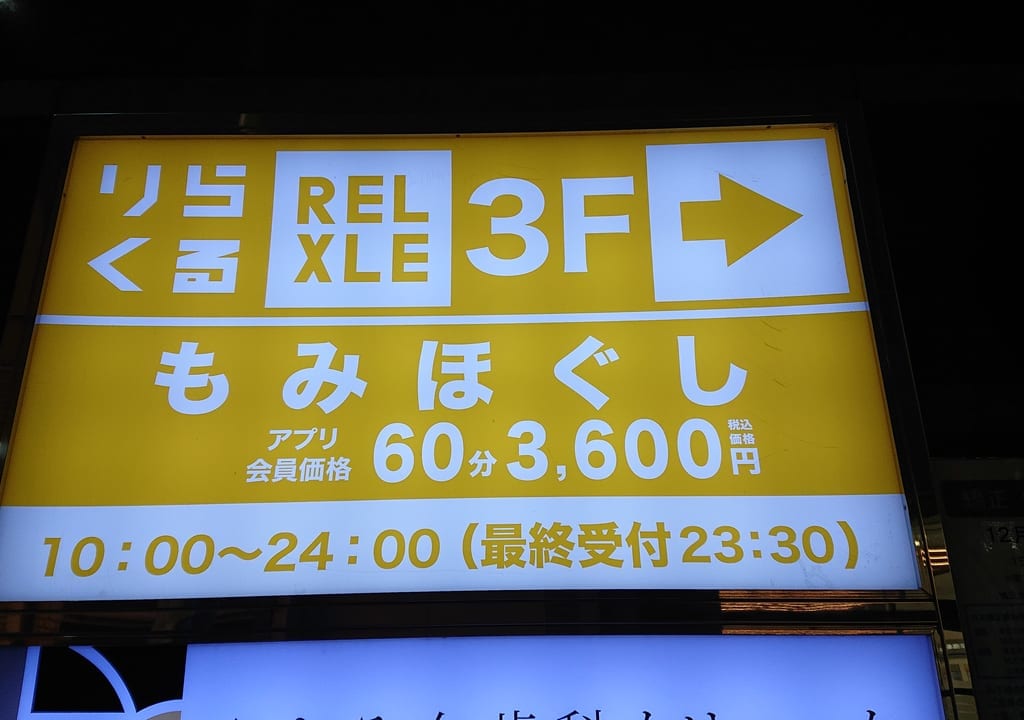 りらくる
REL
XLE
3F
もみほぐし
アプリ
会員価格
60分3,600円
税込
価格
10：00〜24：00（最終受付23：30）